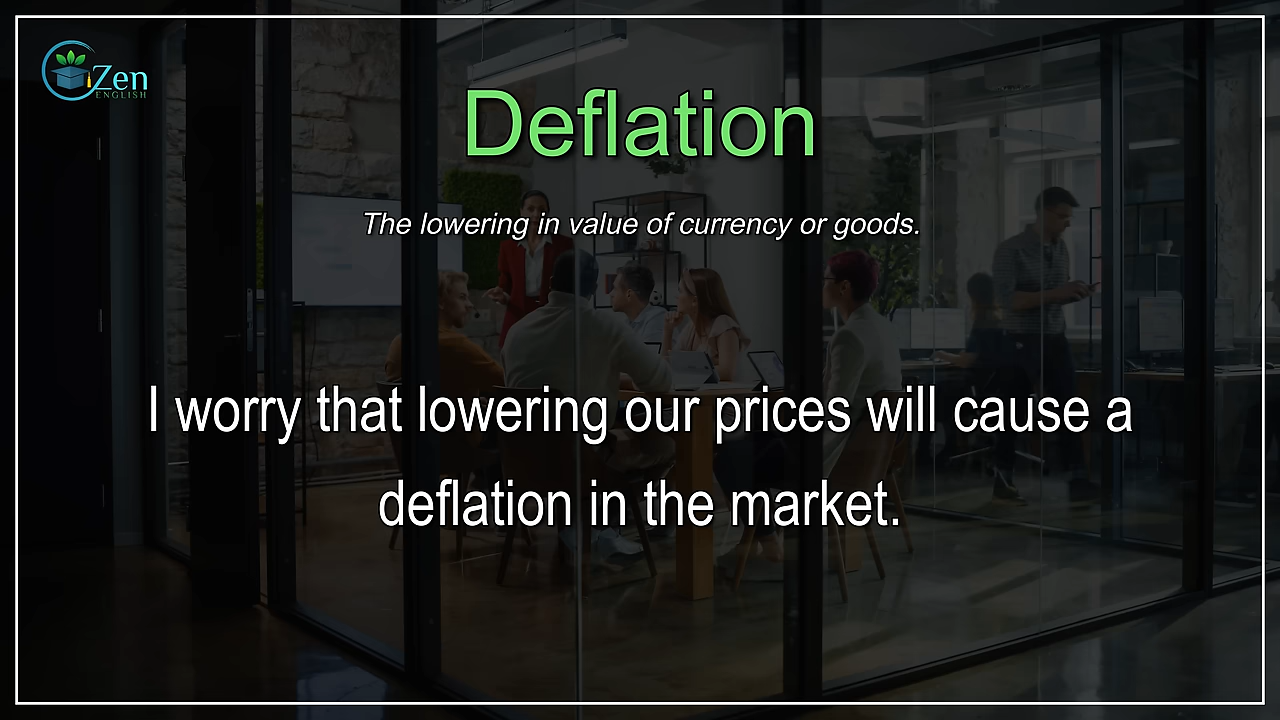 Zen
ENGLISH
Deflation
The lowering in value of currency or goods.
I worry that lowering our prices will cause a
deflation in the market.